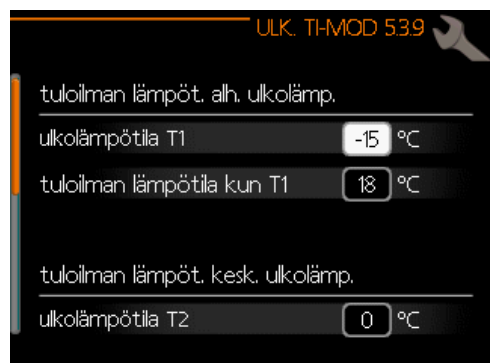 ULK. TI-MOD 5.3.9
tuloilman lämpöt. alh. ulkolämp.
ulkolämpötila T1 -15 °C
tuloilman lämpötila kun T1 18 °C
tuloilman lämpöt. kesk. ulkolämp.
ulkolämpötila T2 0 °C